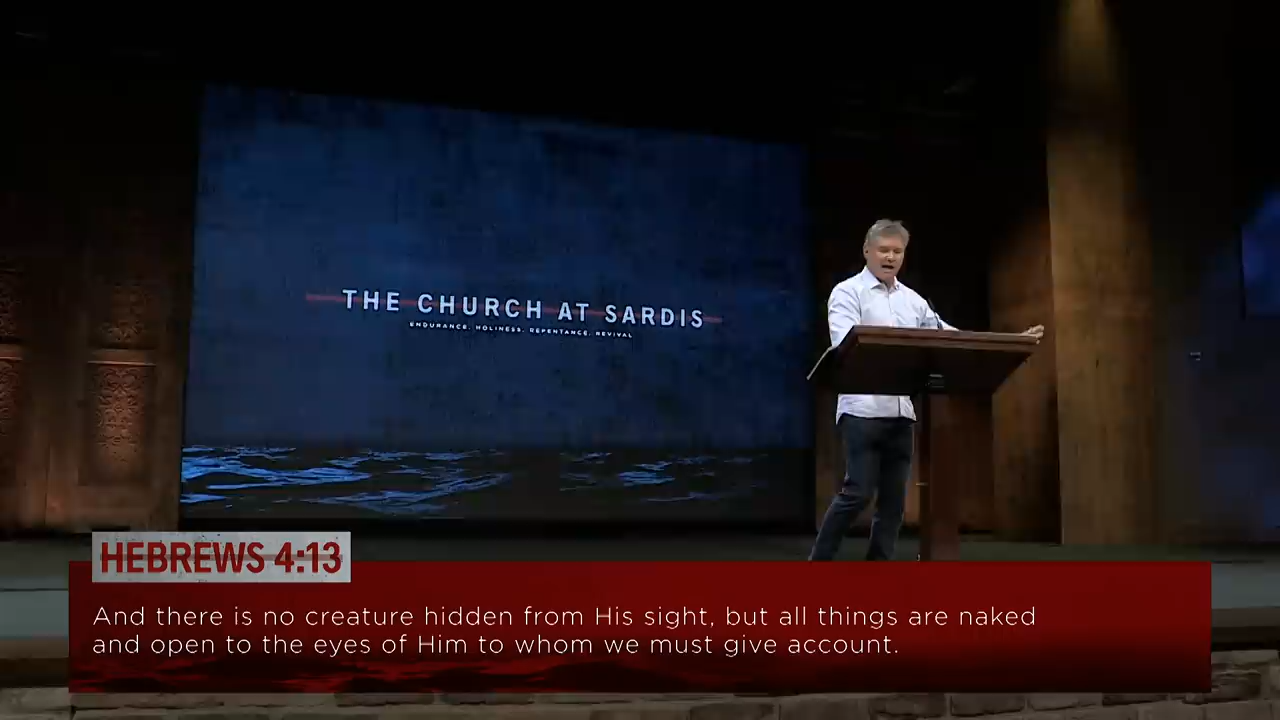 THE CHURCH AT SARDIS
ENDURANCE. HOLINESS. REPENTANCE. REVIVAL
HEBREWS 4:13
And there is no creature hidden from His sight, but all things are naked
and open to the eyes of Him to whom we must give account.